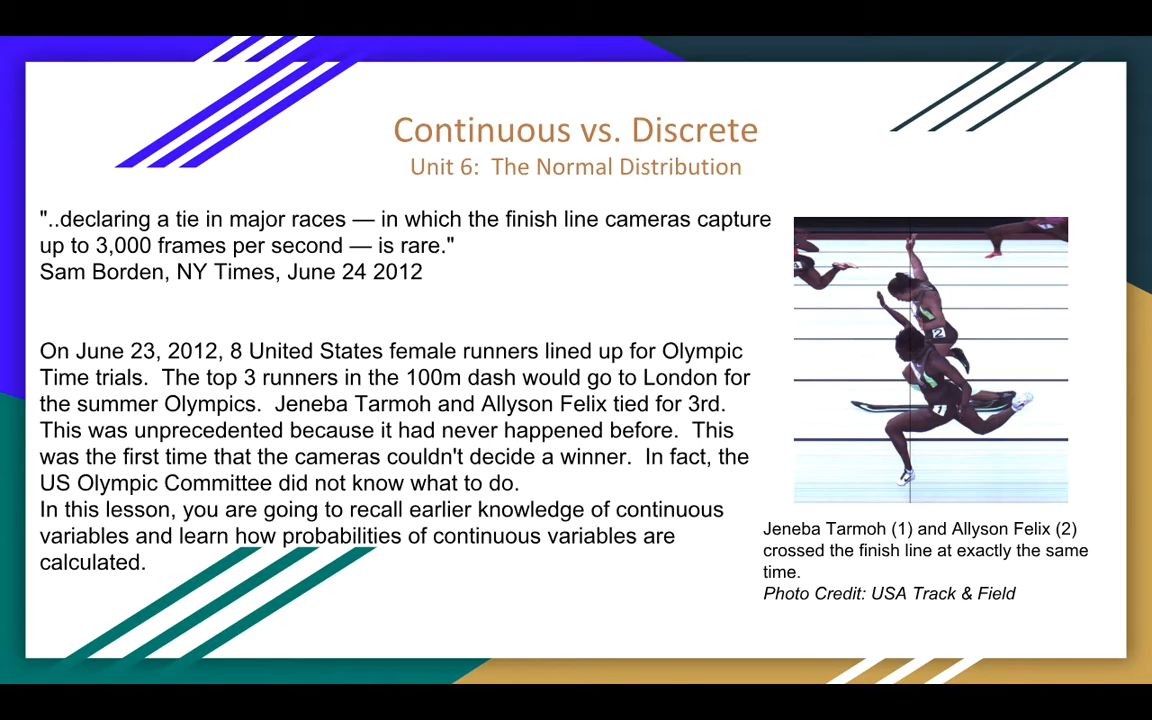 Continuous vs. Discrete
Unit 6: The Normal Distribution
"..declaring a tie in major races — in which the finish line cameras capture
up to 3,000 frames per second — is rare."
Sam Borden, NY Times, June 24 2012
On June 23, 2012, 8 United States female runners lined up for Olympic
Time trials. The top 3 runners in the 100m dash would go to London for
the summer Olympics. Jeneba Tarmoh and Allyson Felix tied for 3rd.
This was unprecedented because it had never happened before. This
was the first time that the cameras couldn't decide a winner. In fact, the
US Olympic Committee did not know what to do.
In this lesson, you are going to recall earlier knowledge of continuous
variables and learn how probabilities of continuous variables are
calculated.
2
1
Jeneba Tarmoh (1) and Allyson Felix (2)
crossed the finish line at exactly the same
time.
Photo Credit: USA Track & Field